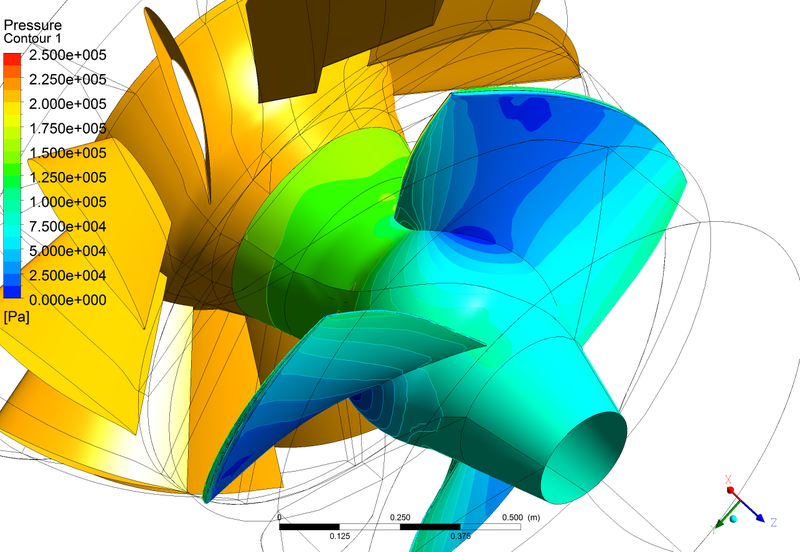 Pressure
Contour 1
2.500e+005
2.250e+005
2.000e+005
1.750e+005
1.500e+005
1.250e+005
1.000e+005
7.500e+004
5.000e+004
2.500e+004
0.000e+000
[Pa]
0 0.250 0.500 (m)
0.125 0.375
X
Y
Z